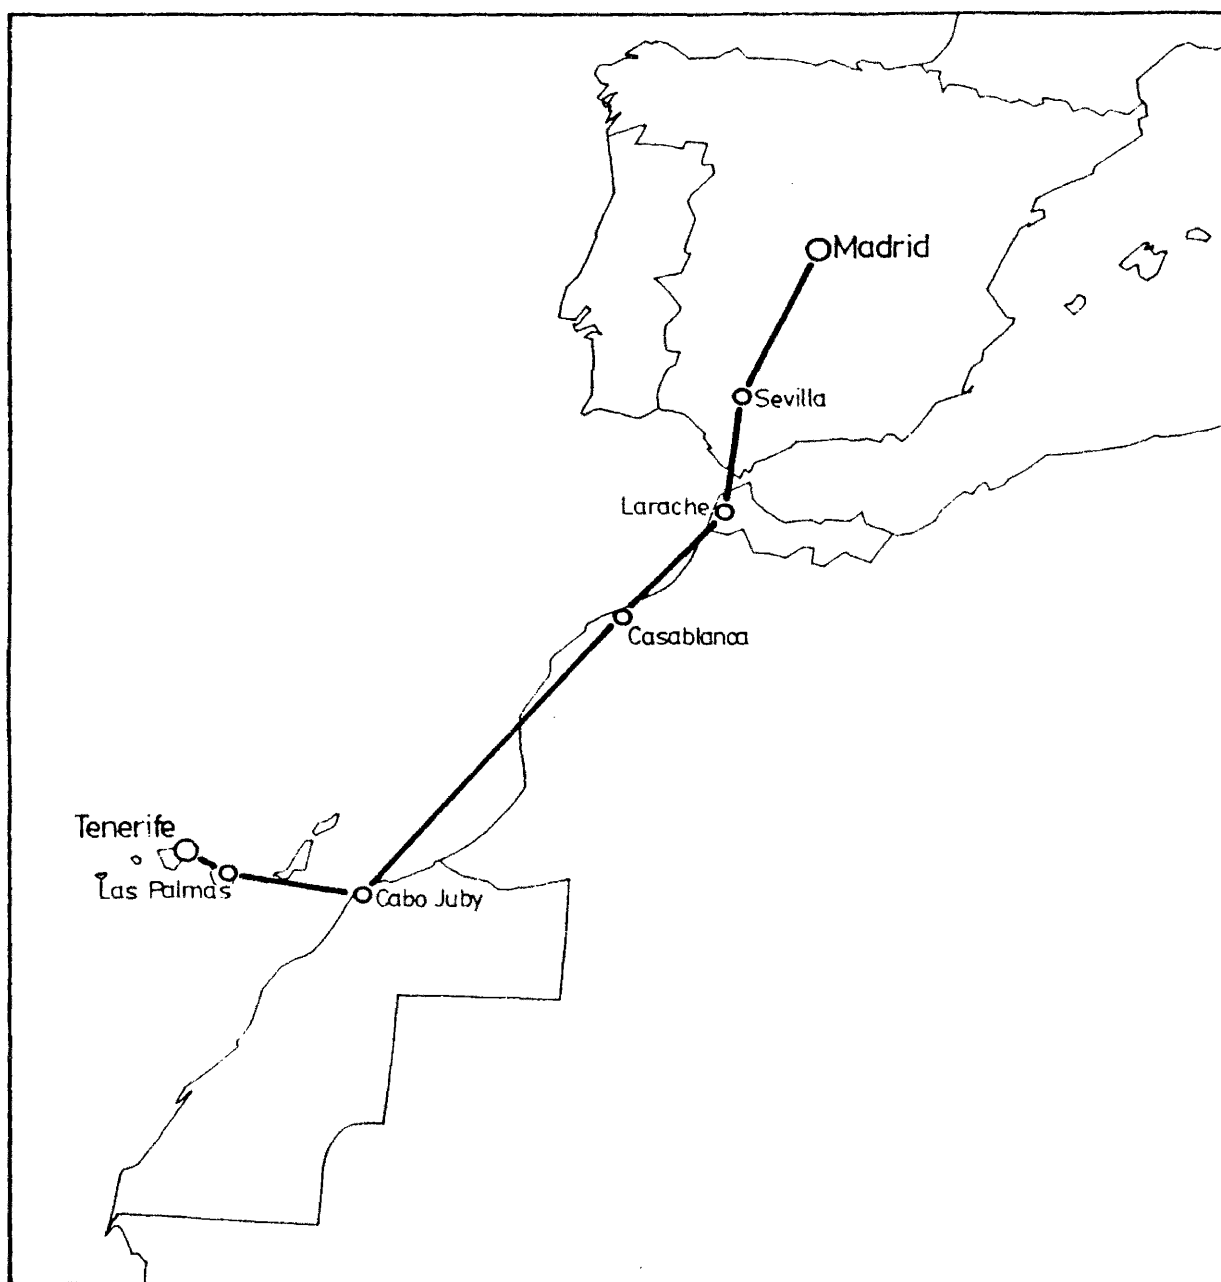 Madrid
Sevilla
Larache
Casablanca
Tenerife
Las Palmas
Cabo Juby